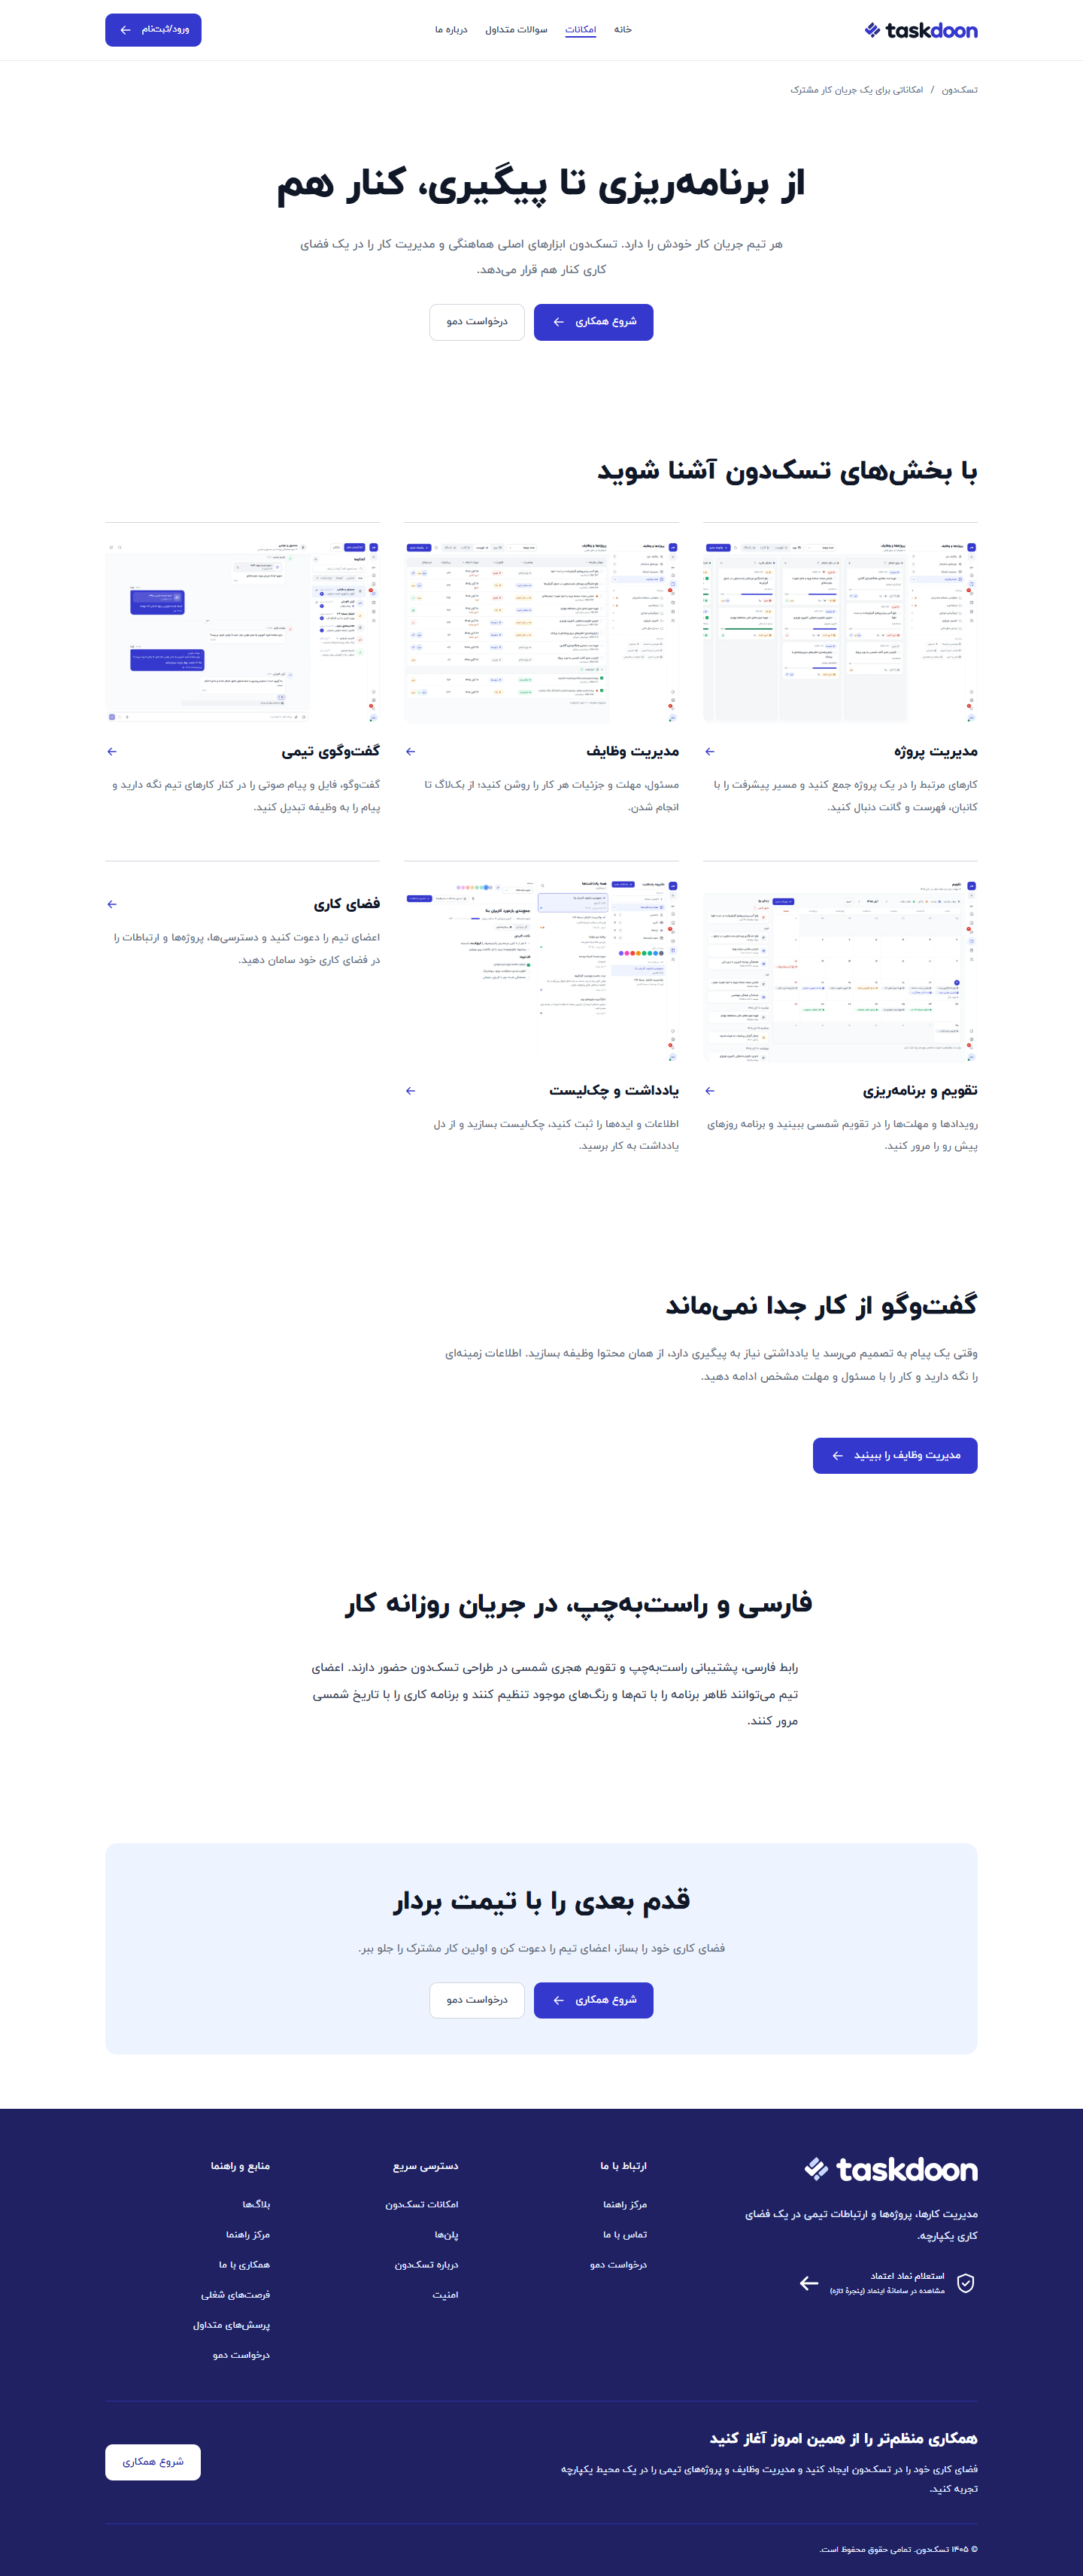 taskdoon
خانه
امکانات
سوالات متداول
درباره ما
ورود/ثبت‌نام
تسک‌دون / امکاناتی برای یک جریان کار مشترک
از برنامه‌ریزی تا پیگیری، کنار هم
هر تیم جریان کار خودش را دارد. تسک‌دون ابزارهای اصلی هماهنگی و مدیریت کار را در یک فضای
کاری کنار هم قرار می‌دهد.
شروع همکاری
درخواست دمو
با بخش‌های تسک‌دون آشنا شوید
مدیریت پروژه
کارهای مرتبط را در یک پروژه جمع کنید و مسیر پیشرفت را با
کانبان، فهرست و گانت دنبال کنید.
مدیریت وظایف
مسئول، مهلت و جزئیات هر کار را روشن کنید؛ از بک‌لاگ تا
انجام شدن.
گفت‌وگوی تیمی
گفت‌وگو، فایل و پیام صوتی را در کنار کارهای تیم نگه دارید و
پیام را به وظیفه تبدیل کنید.
تقویم و برنامه‌ریزی
رویدادها و مهلت‌ها را در تقویم شمسی ببینید و برنامه روزهای
پیش رو را مرور کنید.
یادداشت و چک‌لیست
اطلاعات و ایده‌ها را ثبت کنید، چک‌لیست بسازید و از دل
یادداشت به کار برسید.
فضای کاری
اعضای تیم را دعوت کنید و دسترسی‌ها، پروژه‌ها و ارتباطات را
در فضای کاری خود سامان دهید.
گفت‌وگو از کار جدا نمی‌ماند
وقتی یک پیام به تصمیم می‌رسد یا یادداشتی نیاز به پیگیری دارد، از همان محتوا وظیفه بسازید. اطلاعات زمینه‌ای
را نگه دارید و کار را با مسئول و مهلت مشخص ادامه دهید.
مدیریت وظایف را ببینید
فارسی و راست‌به‌چپ، در جریان روزانه کار
رابط فارسی، پشتیبانی راست‌به‌چپ و تقویم هجری شمسی در طراحی تسک‌دون حضور دارند. اعضای
تیم می‌توانند ظاهر برنامه را با تم‌ها و رنگ‌های موجود تنظیم کنند و برنامه کاری را با تاریخ شمسی
مرور کنند.
قدم بعدی را با تیمت بردار
فضای کاری خود را بساز، اعضای تیم را دعوت کن و اولین کار مشترک را جلو ببر.
شروع همکاری
درخواست دمو
taskdoon
مدیریت کارها، پروژه‌ها و ارتباطات تیمی در یک فضای
کاری یکپارچه.
استعلام نماد اعتماد
مشاهده در سامانهٔ اینماد (پنجرهٔ تازه)
ارتباط با ما
مرکز راهنما
تماس با ما
درخواست دمو
دسترسی سریع
امکانات تسک‌دون
پلن‌ها
درباره تسک‌دون
امنیت
منابع و راهنما
بلاگ‌ها
مرکز راهنما
همکاری با ما
فرصت‌های شغلی
پرسش‌های متداول
درخواست دمو
همکاری منظم‌تر را از همین امروز آغاز کنید
فضای کاری خود را در تسک‌دون ایجاد کنید و مدیریت وظایف و پروژه‌های تیمی را در یک محیط یکپارچه
تجربه کنید.
شروع همکاری
© ۱۴۰۵ تسک‌دون. تمامی حقوق محفوظ است.